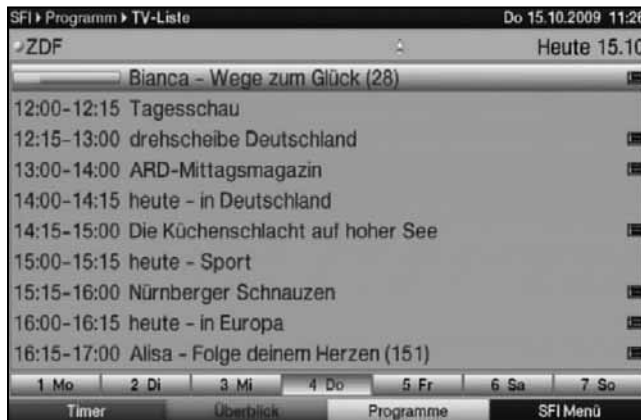 SFI ▸ Programm ▸ TV-Liste Do 15.10.2009 11:26
ZDF Heute 15.10
Bianca - Wege zum Glück (28)
12:00-12:15 Tagesschau
12:15-13:00 drehscheibe Deutschland
13:00-14:00 ARD-Mittagsmagazin
14:00-14:15 heute - in Deutschland
14:15-15:00 Die Küchenschlacht auf hoher See
15:00-15:15 heute - Sport
15:15-16:00 Nürnberger Schnauzen
16:00-16:15 heute - in Europa
16:15-17:00 Alisa - Folge deinem Herzen (151)
1 Mo 2 Di 3 Mi 4 Do 5 Fr 6 Sa 7 So
Timer Überblick Programme SFI Menü